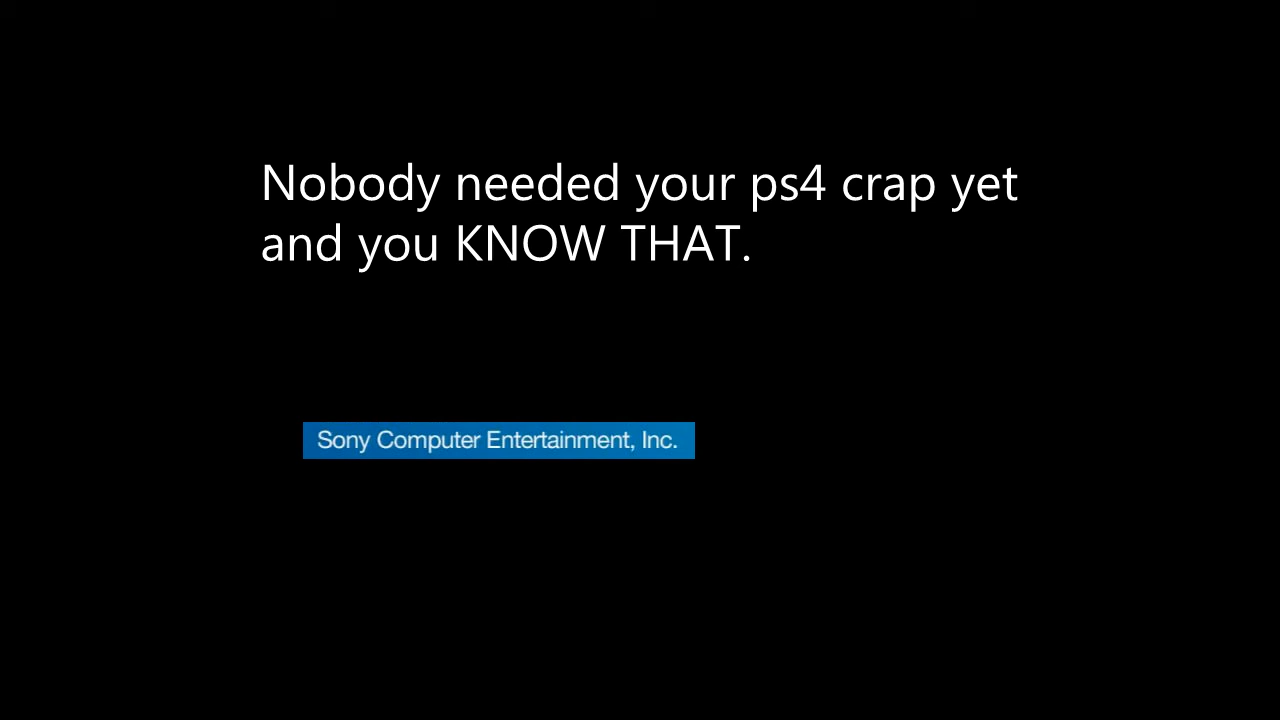 Nobody needed your ps4 crap yet
and you KNOW THAT.
Sony Computer Entertainment, Inc.